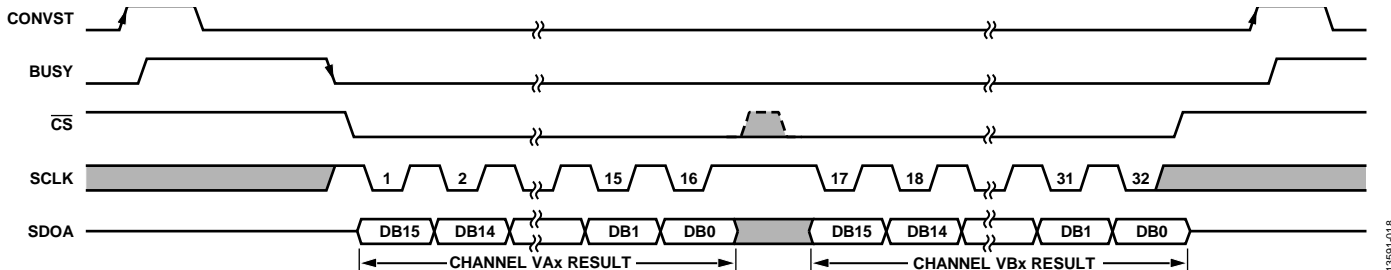 CONVST
BUSY
CS
SCLK 1 2 15 16 17 18 31 32
SDOA DB15 DB14 DB1 DB0 DB15 DB14 DB1 DB0
CHANNEL VAx RESULT CHANNEL VBx RESULT
13591-018